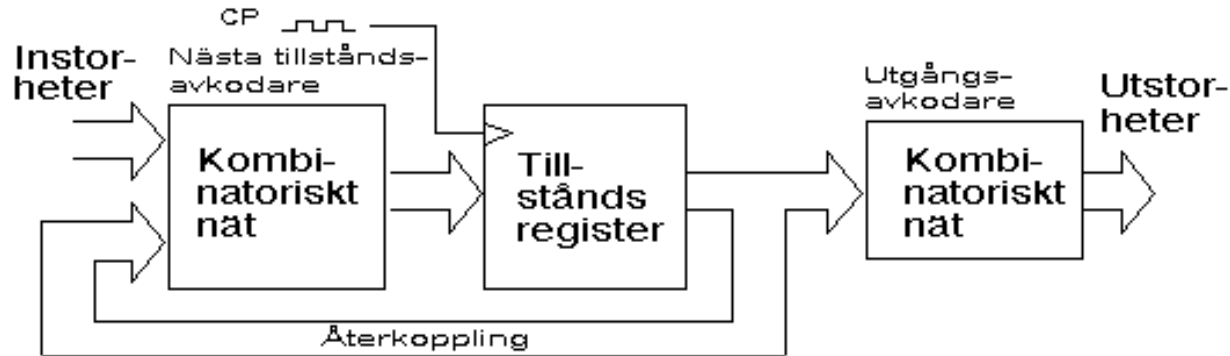 CP
Instor-
heter
Nästa tillstånds-
avkodare
Kombi-
natoriskt
nät
Till-
stånds
register
Utgångs-
avkodare
Kombi-
natoriskt
nät
Utstor-
heter
Återkoppling